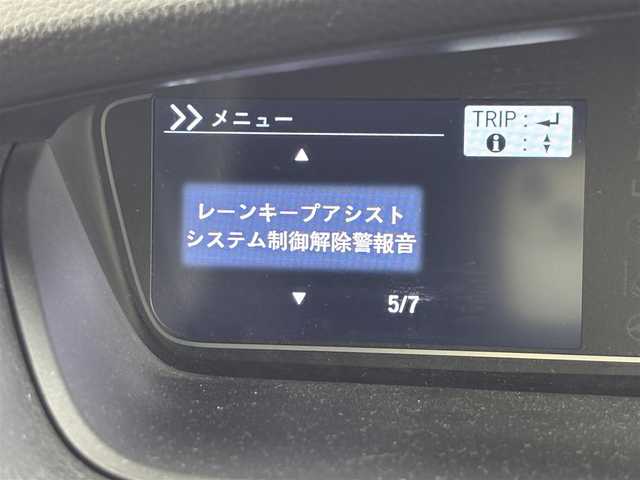 メニュー
TRIP :
:
レーンキープアシスト
システム制御解除警報音
5/7